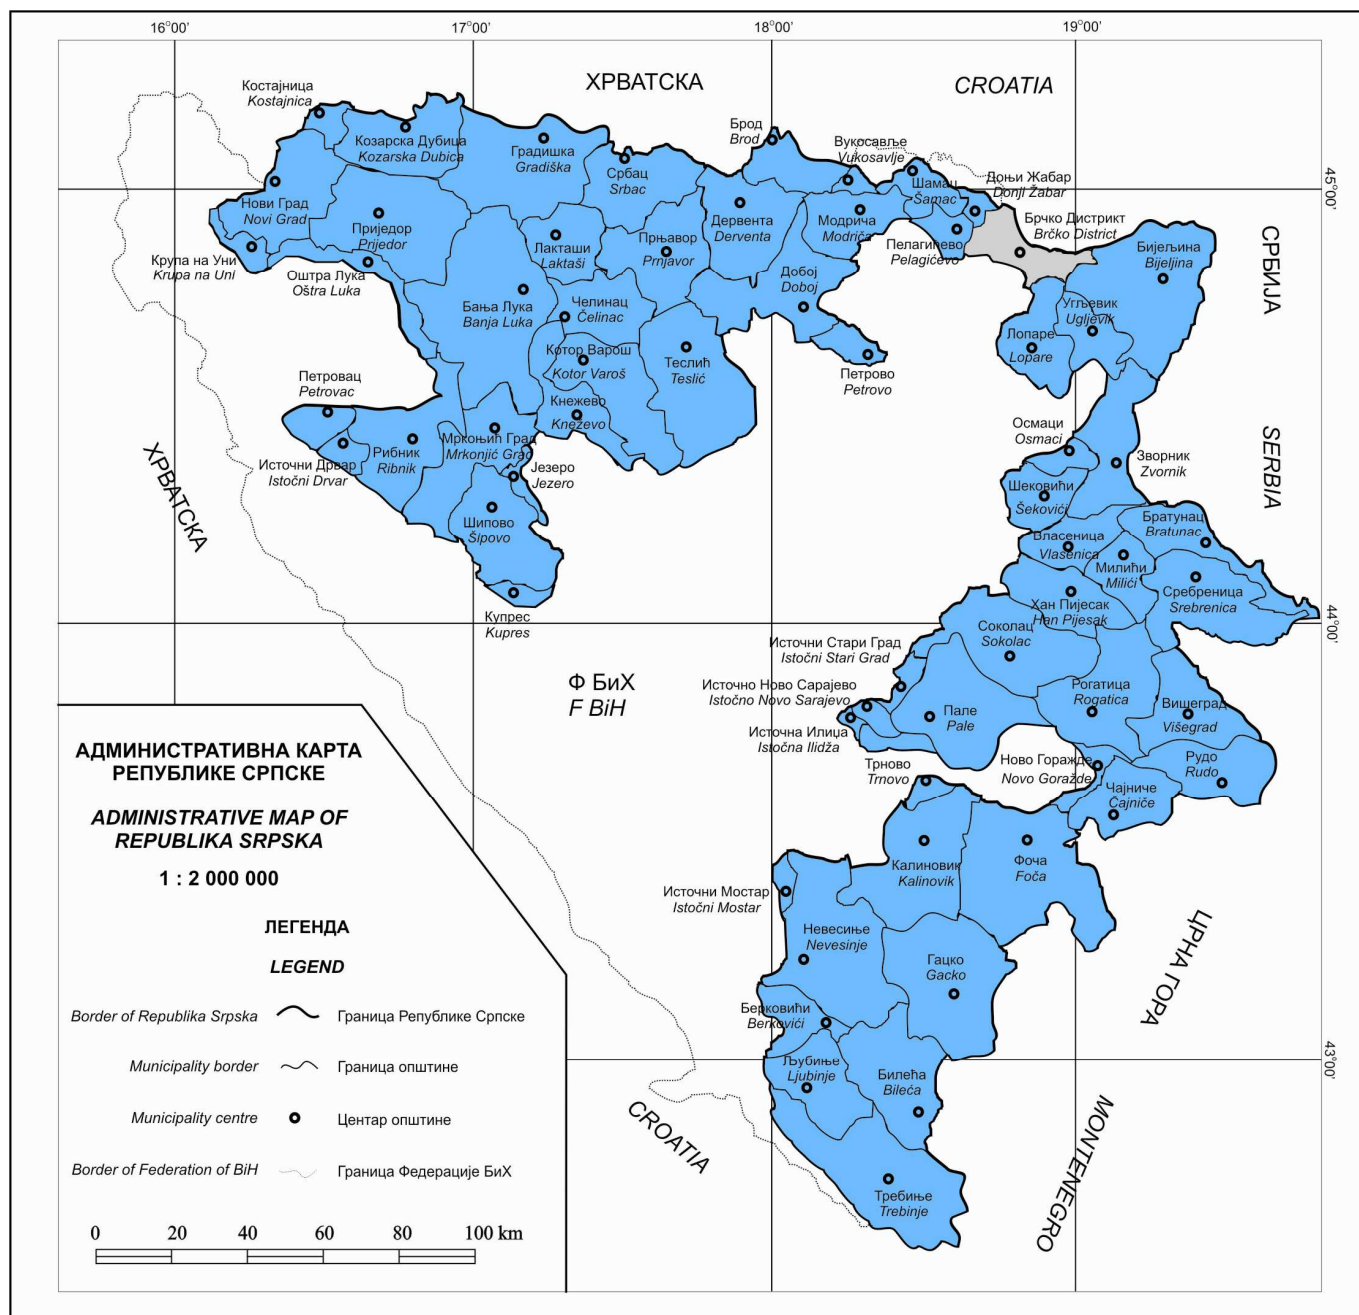 16°00'
17°00'
18°00'
19°00'
ХРВАТСКА
CROATIA
Костајница
Kostajnica
Козарска Дубица
Kozarska Dubica
Градишка
Gradiška
Србац
Srbac
Брод
Brod
Вукосавље
Vukosavlje
Шамац
Šamac
Доњи Жабар
Donji Žabar
45°00'
Нови Град
Novi Grad
Приједор
Prijedor
Лакташи
Laktaši
Прњавор
Prnjavor
Дервента
Derventa
Модрича
Modriča
Пелагићево
Pelagićevo
Брчко Дистрикт
Brčko District
Бијељина
Bijeljina
СРБИЈА
Крупа на Уни
Krupa na Uni
Оштра Лука
Oštra Luka
Бања Лука
Banja Luka
Челинац
Čelinac
Добој
Doboj
Угљевик
Ugljevik
Лопаре
Lopare
Котор Варош
Kotor Varoš
Теслић
Teslić
Петрово
Petrovo
Петровац
Petrovac
Кнежево
Kneževo
Мркоњић Град
Mrkonjić Grad
Рибник
Ribnik
Источни Дрвар
Istočni Drvar
Језеро
Jezero
Шипово
Šipovo
Купрес
Kupres
ХРВАТСКА
Осмаци
Osmaci
Зворник
Zvornik
SERBIA
Шековићи
Šekovići
Братунац
Bratunac
Власеница
Vlasenica
Милићи
Milići
Сребреница
Srebrenica
Хан Пијесак
Han Pijesak
44°00'
Соколац
Sokolac
Источни Стари Град
Istočni Stari Grad
Источно Ново Сарајево
Istočno Novo Sarajevo
Источна Илиџа
Istočna Ilidža
Пале
Pale
Рогатица
Rogatica
Вишеград
Višegrad
Рудо
Rudo
Ново Горажде
Novo Goražde
Чајниче
Čajniče
Трново
Trnovo
Ф БиХ
F BiH
Калиновик
Kalinovik
Фоча
Foča
Источни Мостар
Istočni Mostar
Невесиње
Nevesinje
Гацко
Gacko
ЦРНА ГОРА
Берковићи
Berkovići
Љубиње
Ljubinje
Билећа
Bileća
43°00'
Требиње
Trebinje
CROATIA
MONTENEGRO
АДМИНИСТРАТИВНА КАРТА
РЕПУБЛИКЕ СРПСКЕ
ADMINISTRATIVE MAP OF
REPUBLIKA SRPSKA
1 : 2 000 000
ЛЕГЕНДА
LEGEND
Border of Republika Srpska Граница Републике Српске
Municipality border Граница општине
Municipality centre Центар општине
Border of Federation of BiH Граница Федерације БиХ
0 20 40 60 80 100 km